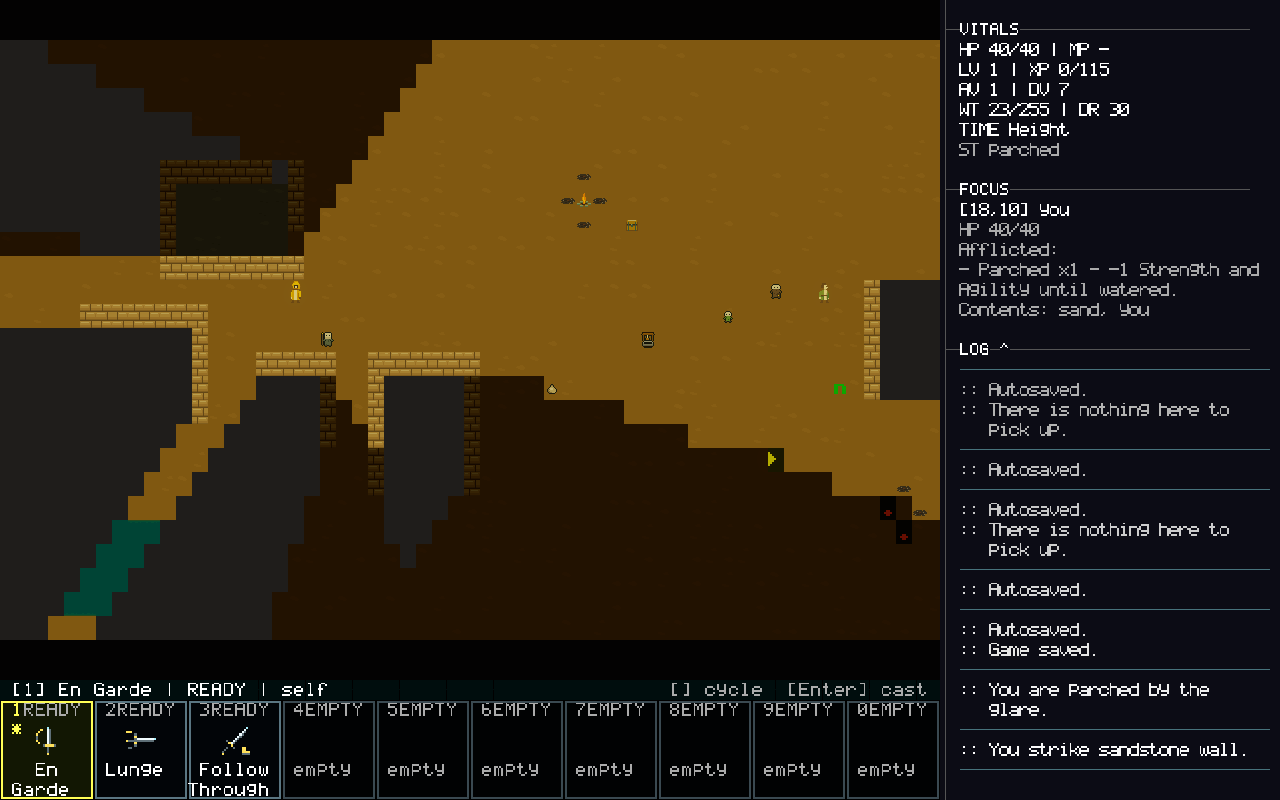 VITALS
HP 40/40 | MP -
LV 1 | XP 0/115
AV 1 | DV 7
WT 23/255 | DR 30
TIME Height
ST Parched
FOCUS
[18,10] You
HP 40/40
Afflicted:
- Parched x1 - -1 Strength and
Agility until watered.
Contents: sand, You
LOG ^
:: Autosaved.
:: There is nothing here to
Pick up.
:: Autosaved.
:: Autosaved.
:: There is nothing here to
Pick up.
:: Autosaved.
:: Autosaved.
:: Game saved.
:: You are Parched by the
glare.
:: You strike sandstone wall.
[1] En Garde | READY | self
[] cycle [Enter] cast
1READY 2READY 3READY 4EMPTY 5EMPTY 6EMPTY 7EMPTY 8EMPTY 9EMPTY 0EMPTY
*
En Garde
Lunge
Follow Through
empty empty empty empty empty empty empty